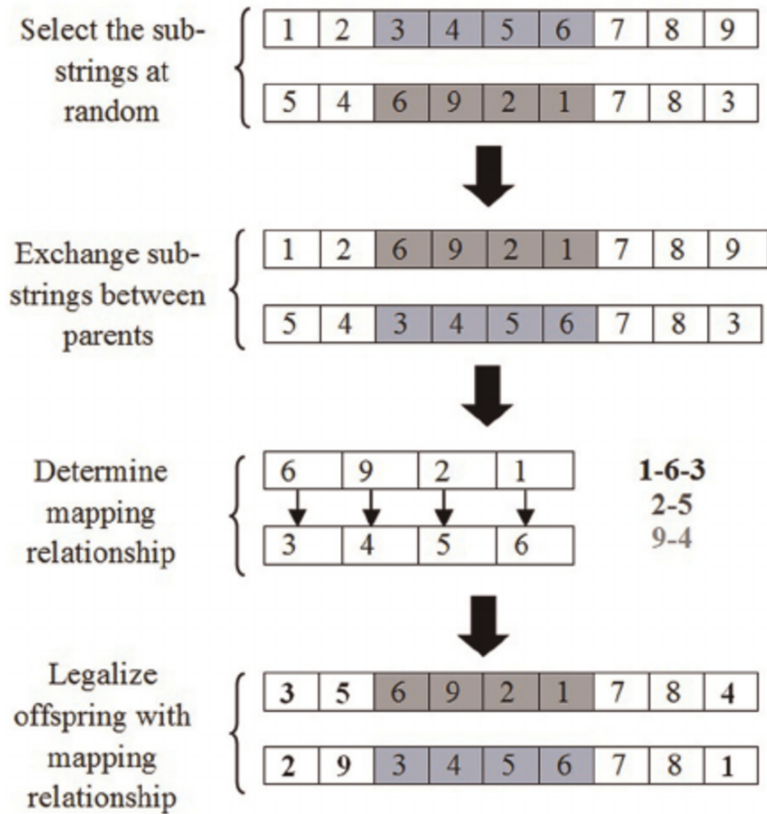 Select the sub-
strings at
random
1 2 3 4 5 6 7 8 9
5 4 6 9 2 1 7 8 3
Exchange sub-
strings between
parents
1 2 6 9 2 1 7 8 9
5 4 3 4 5 6 7 8 3
Determine
mapping
relationship
6 9 2 1
3 4 5 6
1-6-3
2-5
9-4
Legalize
offspring with
mapping
relationship
3 5 6 9 2 1 7 8 4
2 9 3 4 5 6 7 8 1